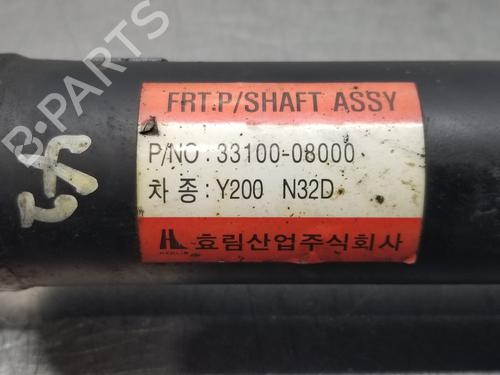 FRT.P/SHAFT ASSY
P/NO : 33100-08000
차 종 : Y200 N32D
효림산업주식회사
B-PARTS